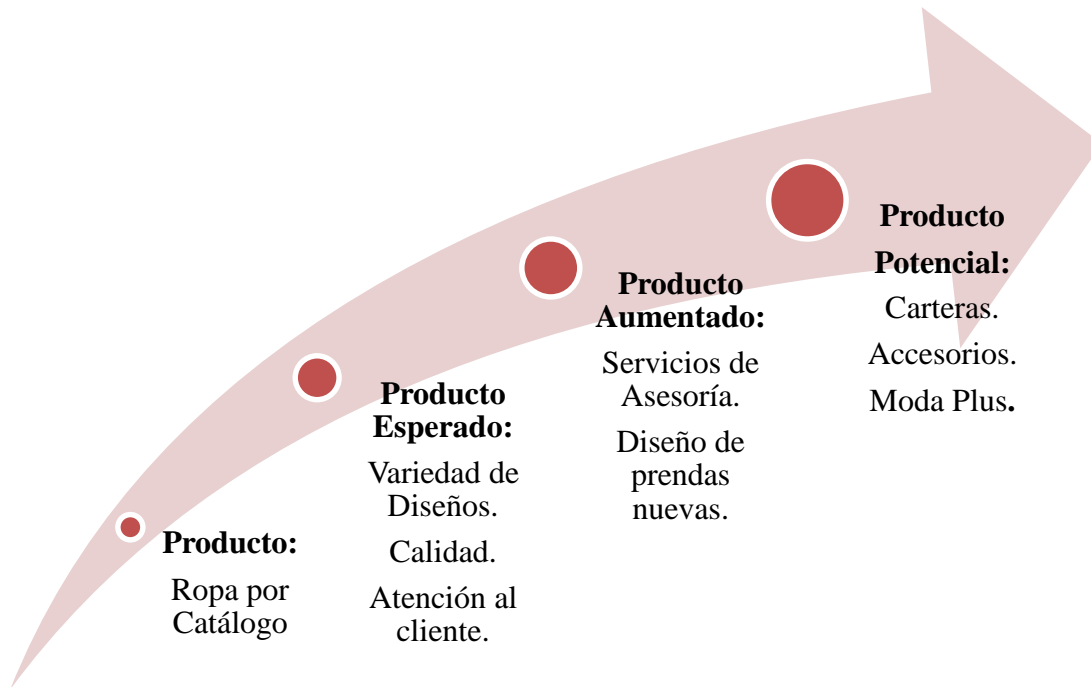 Producto:
Ropa por
Catálogo
Producto
Esperado:
Variedad de
Diseños.
Calidad.
Atención al
cliente.
Producto
Aumentado:
Servicios de
Asesoría.
Diseño de
prendas
nuevas.
Producto
Potencial:
Carteras.
Accesorios.
Moda Plus.